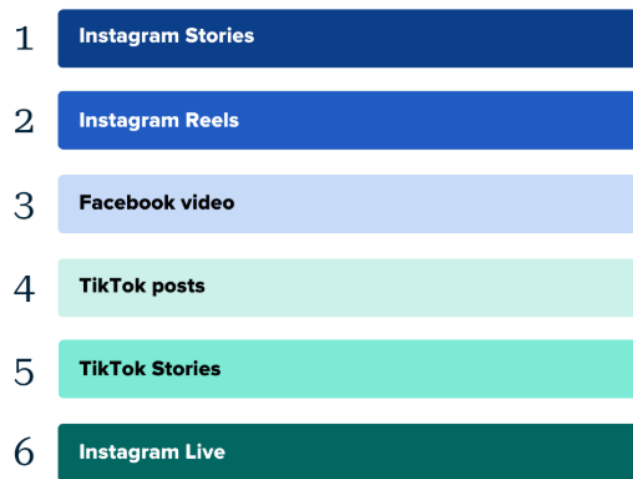 1 Instagram Stories
2 Instagram Reels
3 Facebook video
4 TikTok posts
5 TikTok Stories
6 Instagram Live